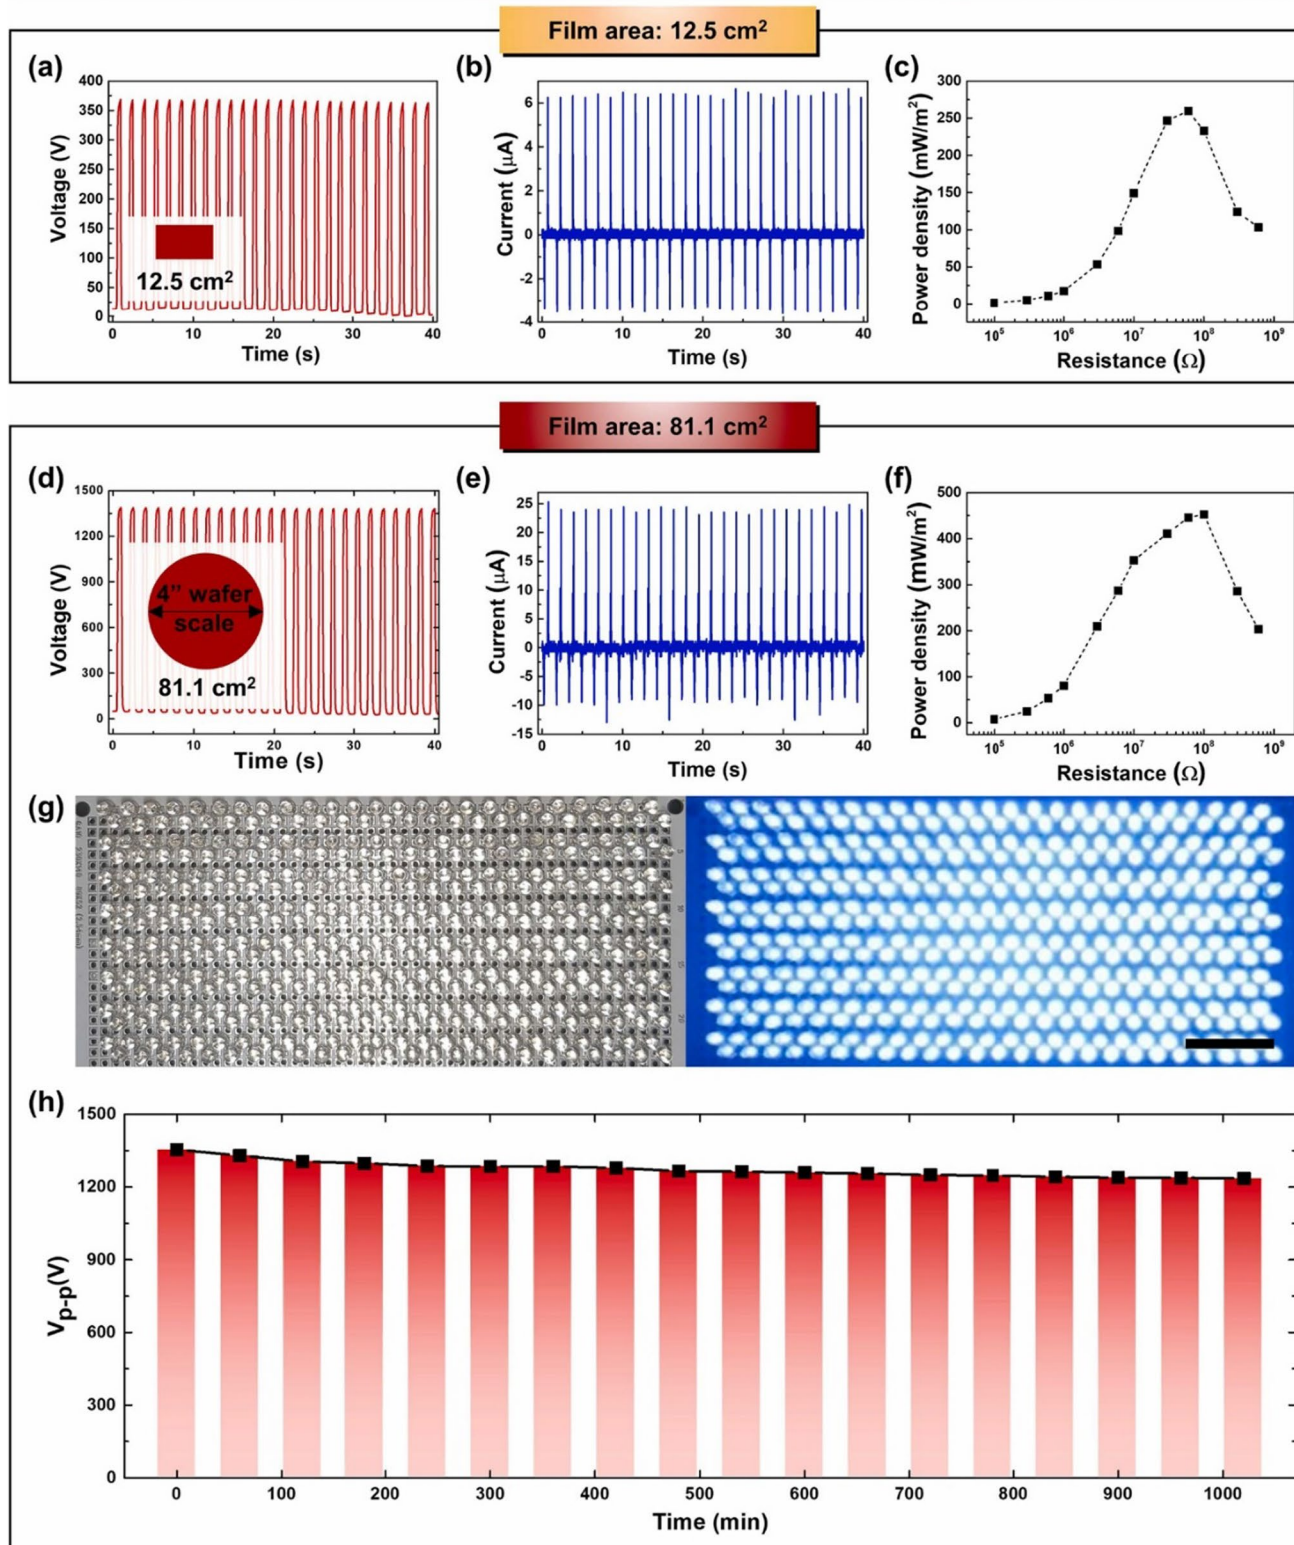 Film area: 12.5 cm²
(a)
400
350
300
250
200
150
100
50
0
Voltage (V)
12.5 cm²
0 10 20 30 40
Time (s)
(b)
6
4
2
0
-2
-4
Current (μA)
0 10 20 30 40
Time (s)
(c)
300
250
200
150
100
50
0
Power density (mW/m²)
10⁵ 10⁶ 10⁷ 10⁸ 10⁹
Resistance (Ω)
Film area: 81.1 cm²
(d)
1500
1200
900
600
300
0
Voltage (V)
4” wafer
scale
81.1 cm²
0 10 20 30 40
Time (s)
(e)
25
20
15
10
5
0
-5
-10
-15
Current (μA)
0 10 20 30 40
Time (s)
(f)
500
400
300
200
100
0
Power density (mW/m²)
10⁵ 10⁶ 10⁷ 10⁸ 10⁹
Resistance (Ω)
(g)
5
10
15
20
(h)
1500
1200
900
600
300
0
Vp-p(V)
0 100 200 300 400 500 600 700 800 900 1000
Time (min)